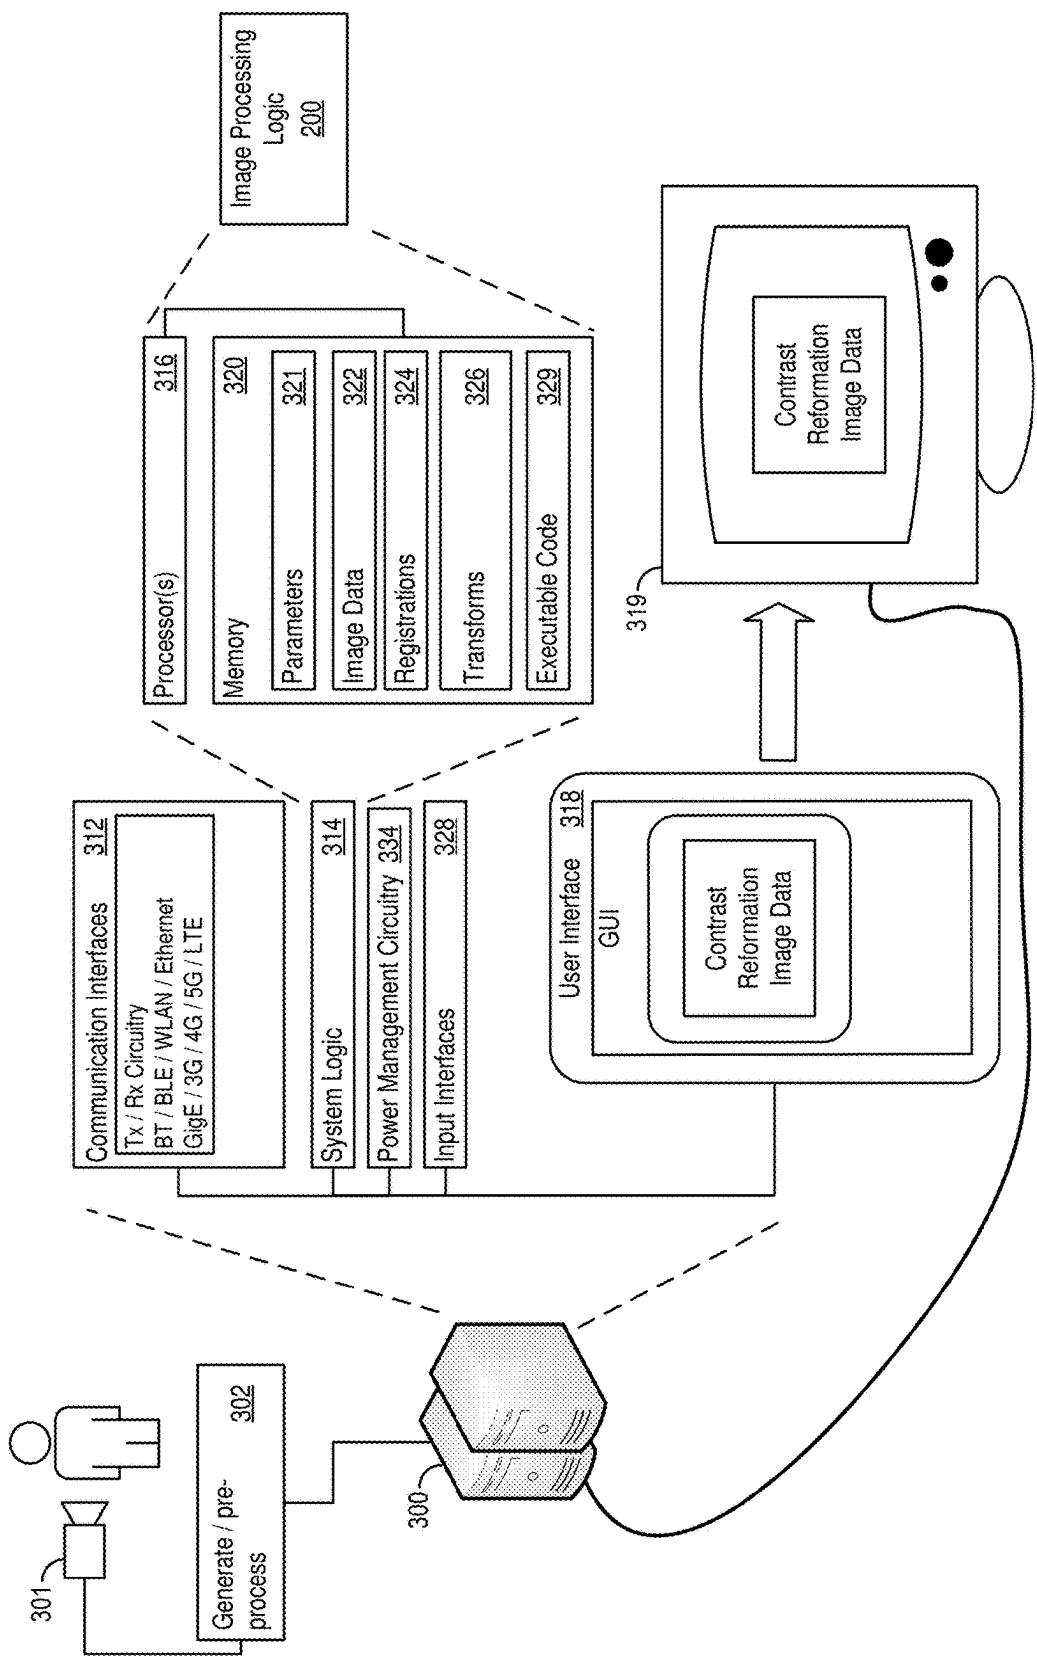 301
Generate / pre-
process
302
300
Communication Interfaces
312
Tx / Rx Circuitry
BT / BLE / WLAN / Ethernet
GigE / 3G / 4G / 5G / LTE
System Logic
314
Power Management Circuitry
334
Input Interfaces
328
User Interface
318
GUI
Contrast
Reformation
Image Data
Processor(s)
316
Memory
320
Parameters
321
Image Data
322
Registrations
324
Transforms
326
Executable Code
329
Image Processing
Logic
200
319
Contrast
Reformation
Image Data